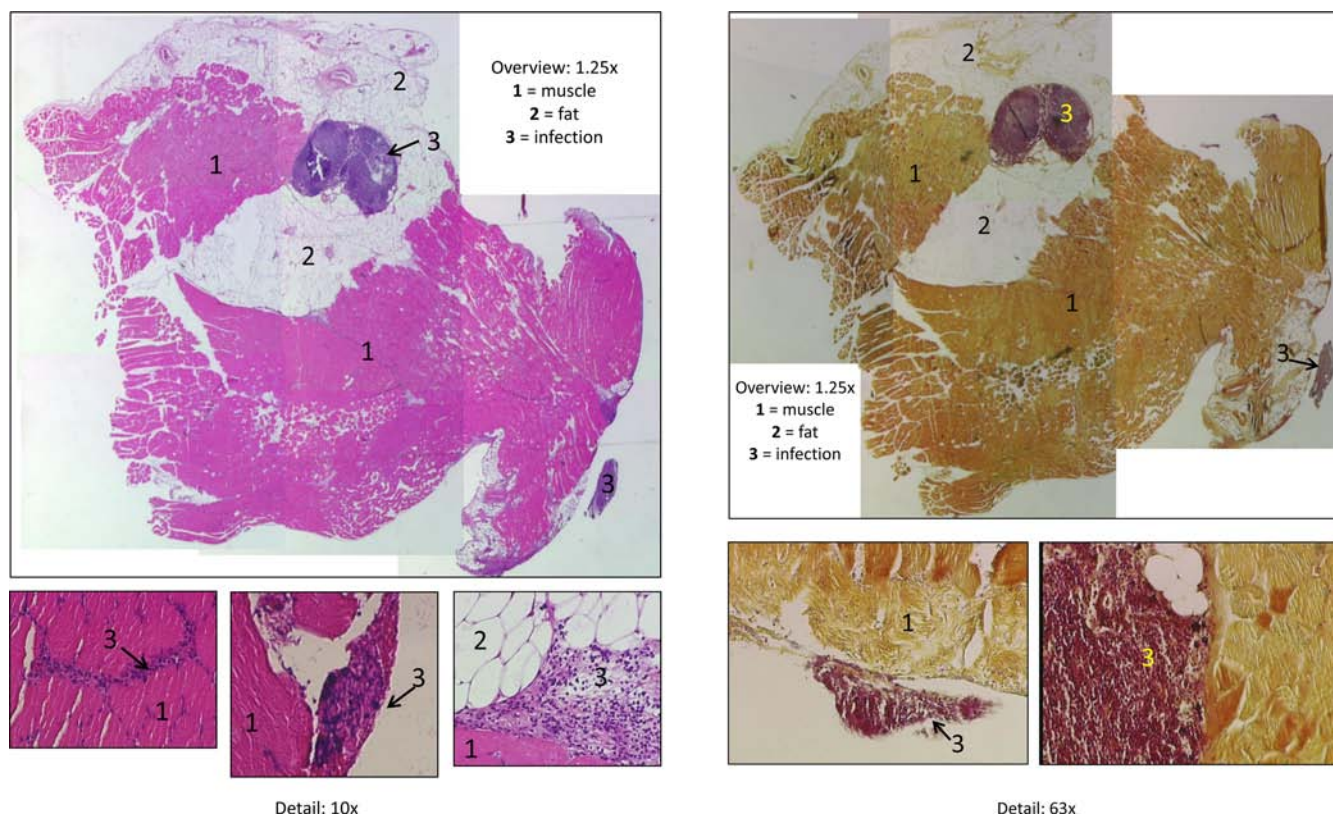 Overview: 1.25x
1 = muscle
2 = fat
3 = infection
2
3
1
2
1
3
3
1
3
1
2
3
1
Detail: 10x
2
3
1
2
1
3
Overview: 1.25x
1 = muscle
2 = fat
3 = infection
1
3
3
Detail: 63x